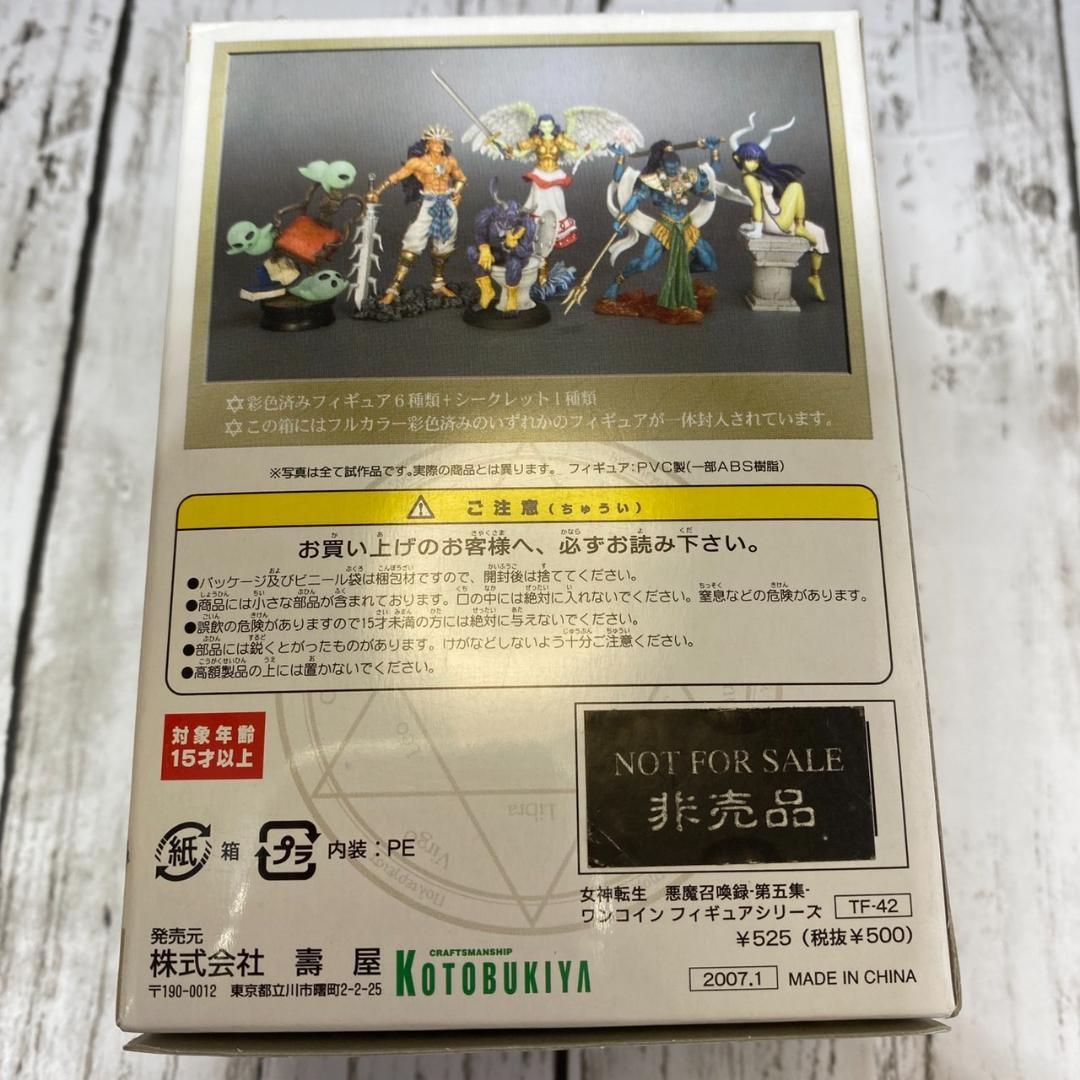 ✡彩色済みフィギュア6種類+シークレット1種類
✡この箱にはフルカラー彩色済みのいずれかのフィギュアが一体封入されています。
※写真は全て試作品です。実際の商品とは異ります。 フィギュア:PVC製(一部ABS樹脂)
ご注意(ちゅうい)
お買い上げのお客様へ、必ずお読み下さい。
●パッケージ及びビニール袋は梱包材ですので、開封後は捨ててください。
●商品には小さな部品が含まれております。口の中には絶対に入れないでください。窒息などの危険があります。
●誤飲の危険がありますので15才未満の方には絶対に与えないでください。
●部品には鋭くとがったものがあります。けがなどしないよう十分ご注意ください。
●高額製品の上には置かないでください。
対象年齢
15才以上
NOT FOR SALE
非売品
Libra
Virgo
Leo
紙 箱 プラ 内装:PE
女神転生 悪魔召喚録-第五集-
ワンコイン フィギュアシリーズ TF-42
¥525(税抜¥500)
発売元
株式会社 壽屋
〒190-0012 東京都立川市曙町2-2-25
CRAFTSMANSHIP
KOTOBUKIYA
2007.1 MADE IN CHINA